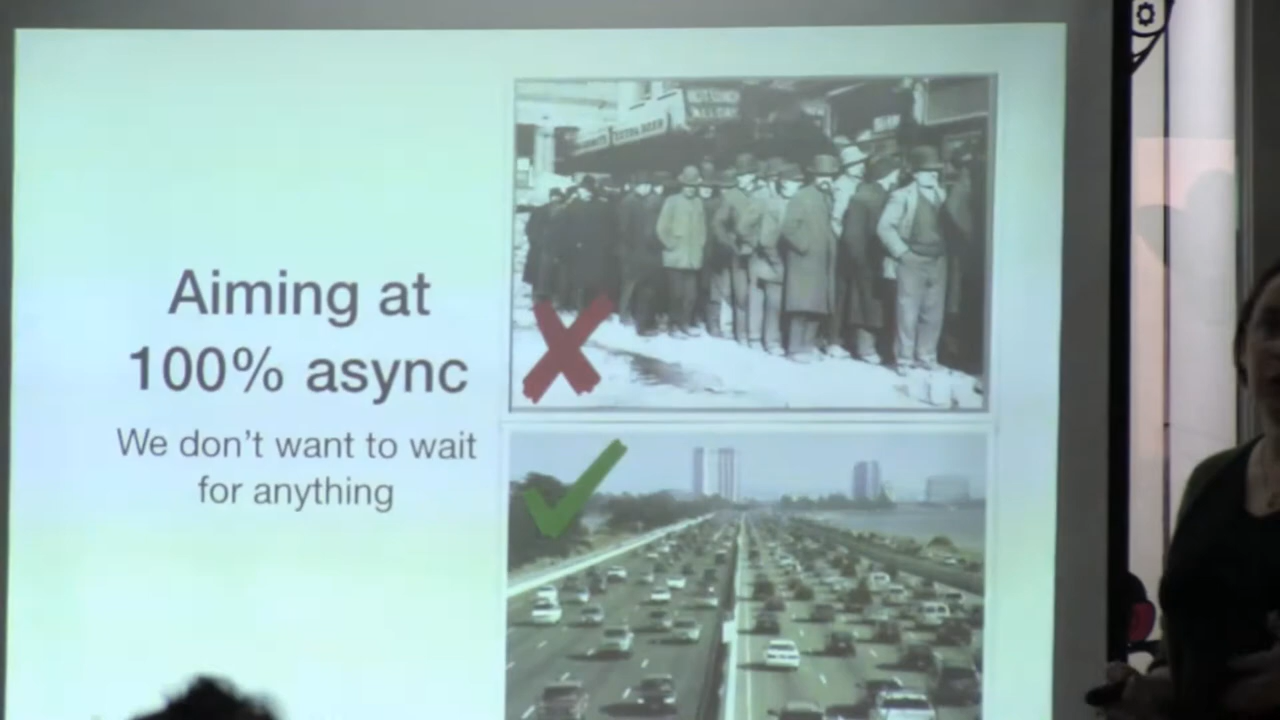 Aiming at
100% async
We don't want to wait
for anything